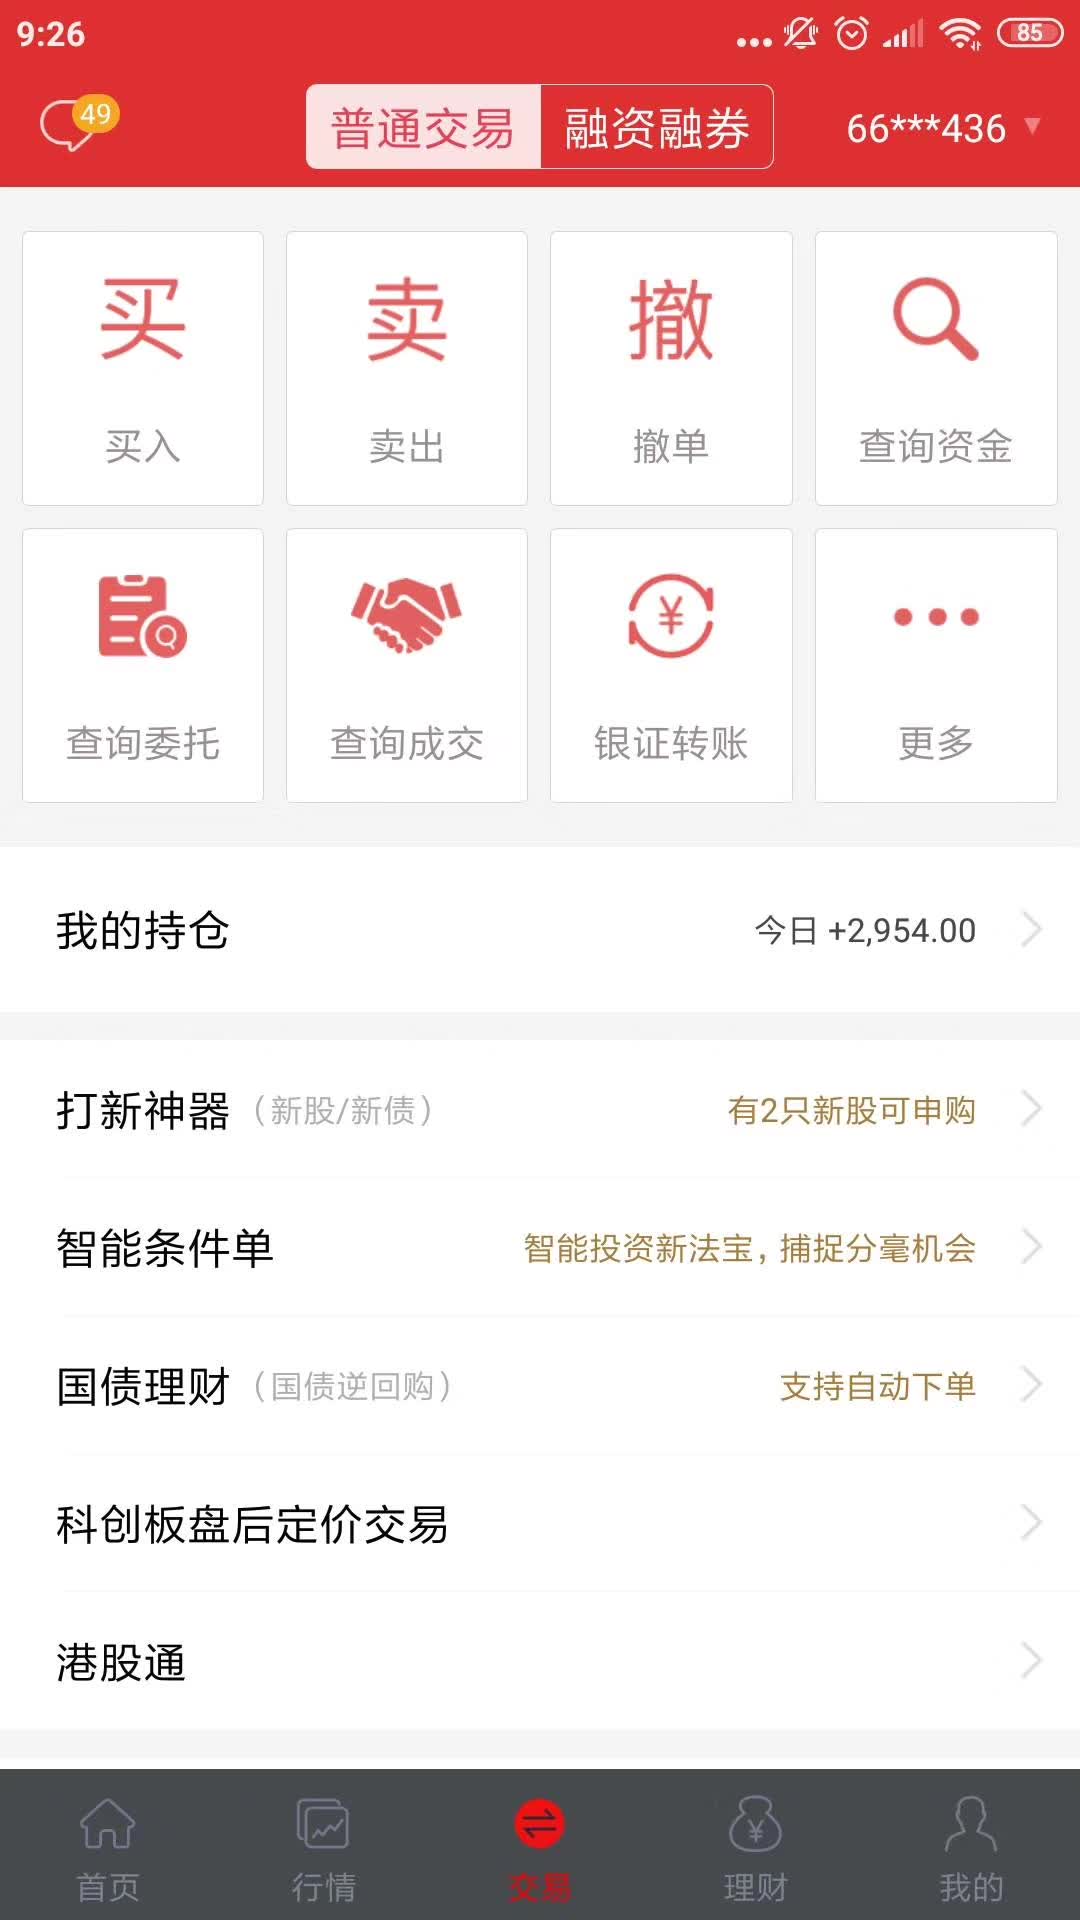 9:26
85
49
普通交易 融资融券 66***436
买 卖 撤
买入 卖出 撤单 查询资金
¥
查询委托 查询成交 银证转账 更多
我的持仓 今日 +2,954.00
打新神器（新股/新债） 有2只新股可申购
智能条件单 智能投资新法宝，捕捉分毫机会
国债理财（国债逆回购） 支持自动下单
科创板盘后定价交易
港股通
¥
首页 行情 交易 理财 我的